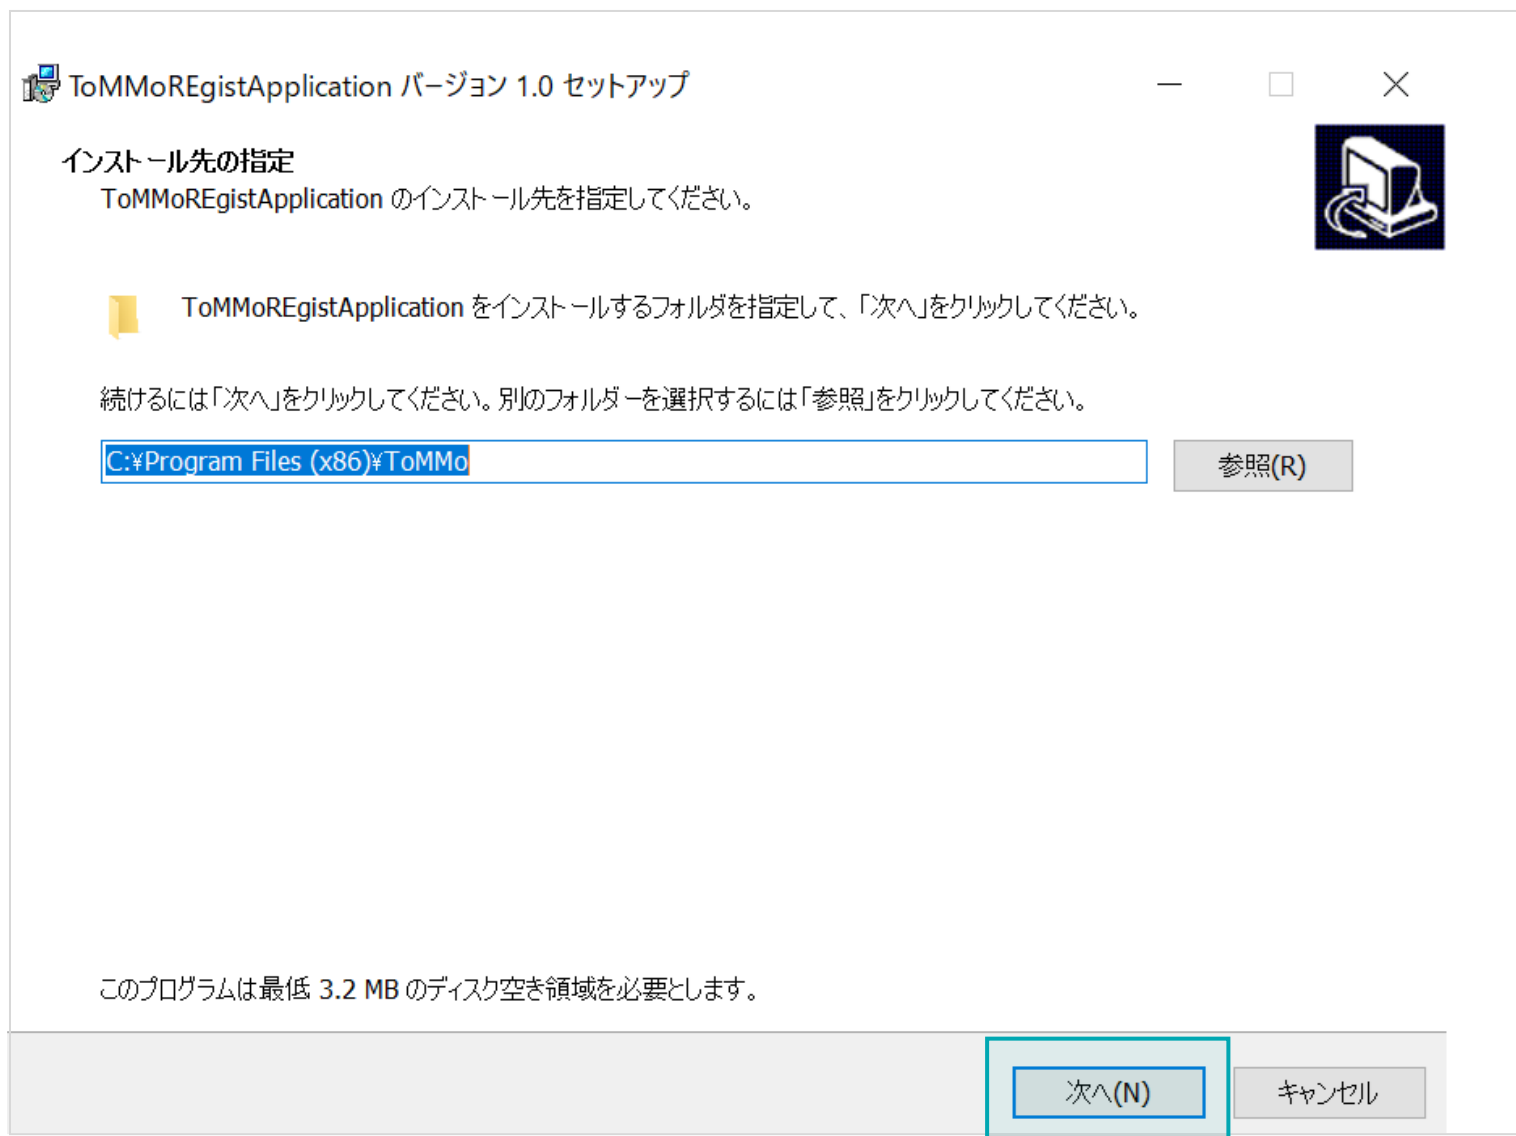 ToMMoREgistApplication バージョン 1.0 セットアップ
インストール先の指定
ToMMoREgistApplication のインストール先を指定してください。
ToMMoREgistApplication をインストールするフォルダを指定して、「次へ」をクリックしてください。
続けるには「次へ」をクリックしてください。別のフォルダーを選択するには「参照」をクリックしてください。
C:¥Program Files (x86)¥ToMMo
参照(R)
このプログラムは最低 3.2 MB のディスク空き領域を必要とします。
次へ(N)
キャンセル